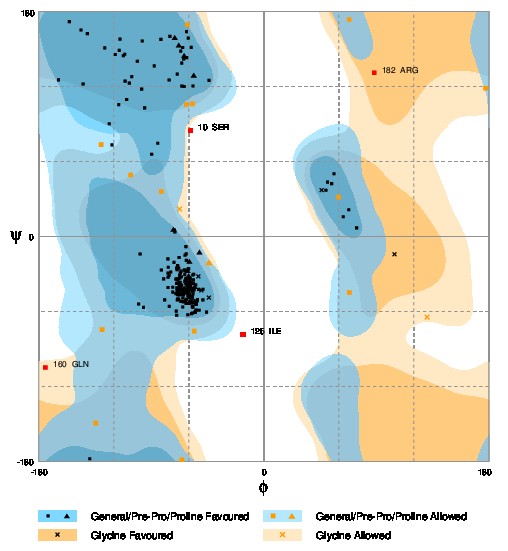 180
182 ARG
10 SER
ψ 0
125 ILE
160 GLN
-180
-180 0 180
ϕ
General/Pre-Pro/Proline Favoured General/Pre-Pro/Proline Allowed
Glycine Favoured Glycine Allowed